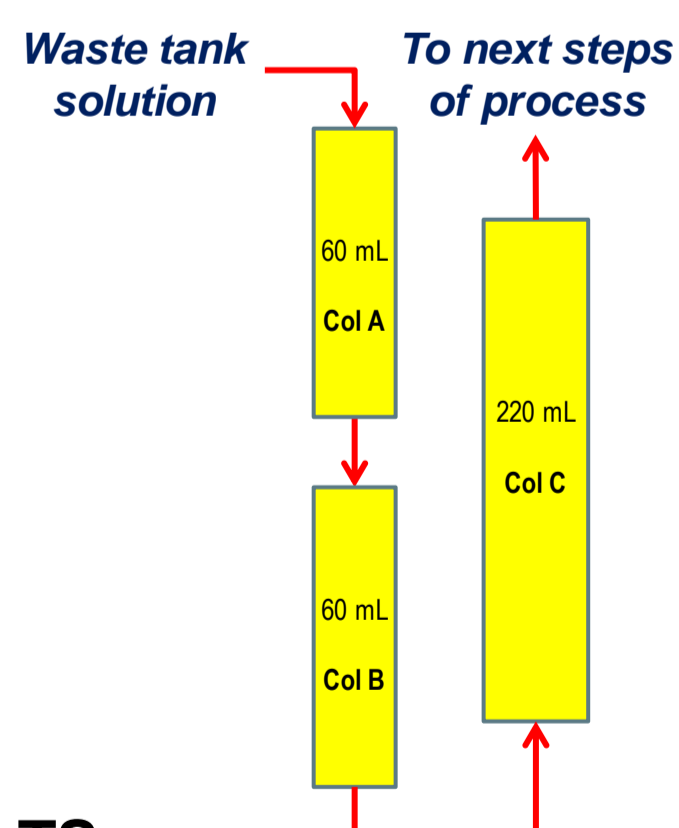 Waste tank
solution
To next steps
of process
60 mL
Col A
220 mL
Col C
60 mL
Col B